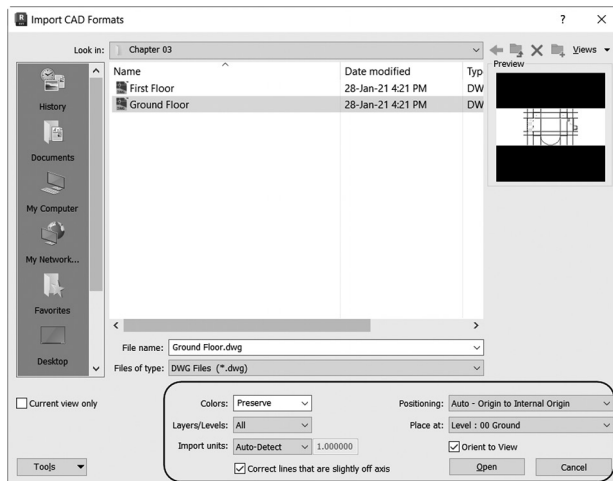 Import CAD Formats
? X
Look in: Chapter 03
Views
Preview
Name Date modified Typ
First Floor 28-Jan-21 4:21 PM DW
Ground Floor 28-Jan-21 4:21 PM DW
History
Documents
My Computer
My Network...
Favorites
Desktop
File name: Ground Floor.dwg
Files of type: DWG Files (*.dwg)
Current view only
Colors: Preserve
Positioning: Auto - Origin to Internal Origin
Layers/Levels: All
Place at: Level : 00 Ground
Import units: Auto-Detect 1.000000
Orient to View
Correct lines that are slightly off axis
Tools
Open
Cancel